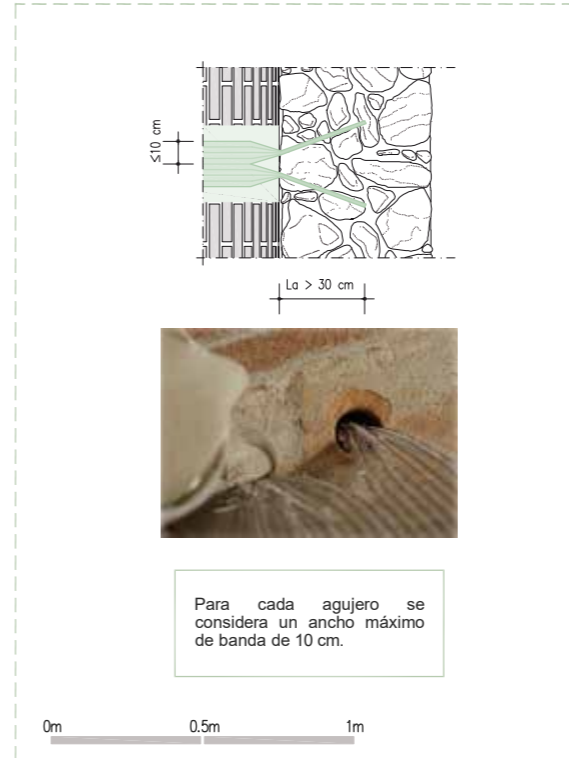 ≤10 cm
La > 30 cm
Para cada agujero se
considera un ancho máximo
de banda de 10 cm.
0m 0.5m 1m